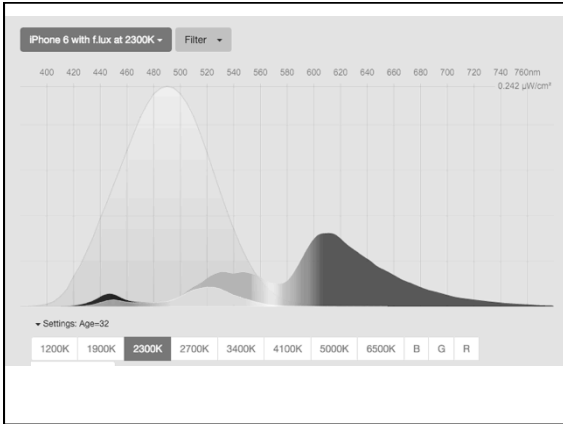 iPhone 6 with f.lux at 2300K
Filter
400 420 440 460 480 500 520 540 560 580 600 620 640 660 680 700 720 740 760nm
0.242 µW/cm²
Settings: Age=32
1200K 1900K 2300K 2700K 3400K 4100K 5000K 6500K B G R